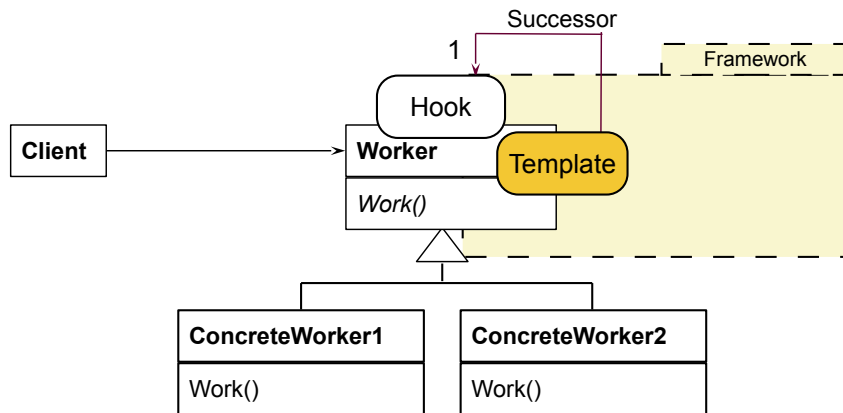 Successor
1
Framework
Hook
Client
Worker
Template
Work()
ConcreteWorker1
ConcreteWorker2
Work()
Work()